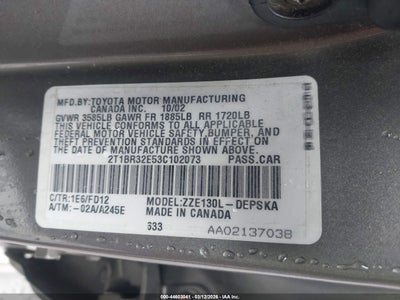 MFD.BY:TOYOTA MOTOR MANUFACTURING
CANADA INC. 10/02
GVWR 3585LB GAWR FR 1885LB RR 1720LB
THIS VEHICLE CONFORMS TO ALL
APPLICABLE FEDERAL MOTOR
VEHICLE SAFETY,BUMPER, AND
THEFT PREVENTION STANDARDS
IN EFFECT ON THE DATE OF
MANUFACTURE SHOWN ABOVE.
2T1BR32E53C102073 PASS.CAR
C/TR:1E6/FD12 MODEL:ZZE130L-DEPSKA
A/TM:-02A/A245E MADE IN CANADA
633 AA02137038
000-44603041 - 03/12/2026 - IAA